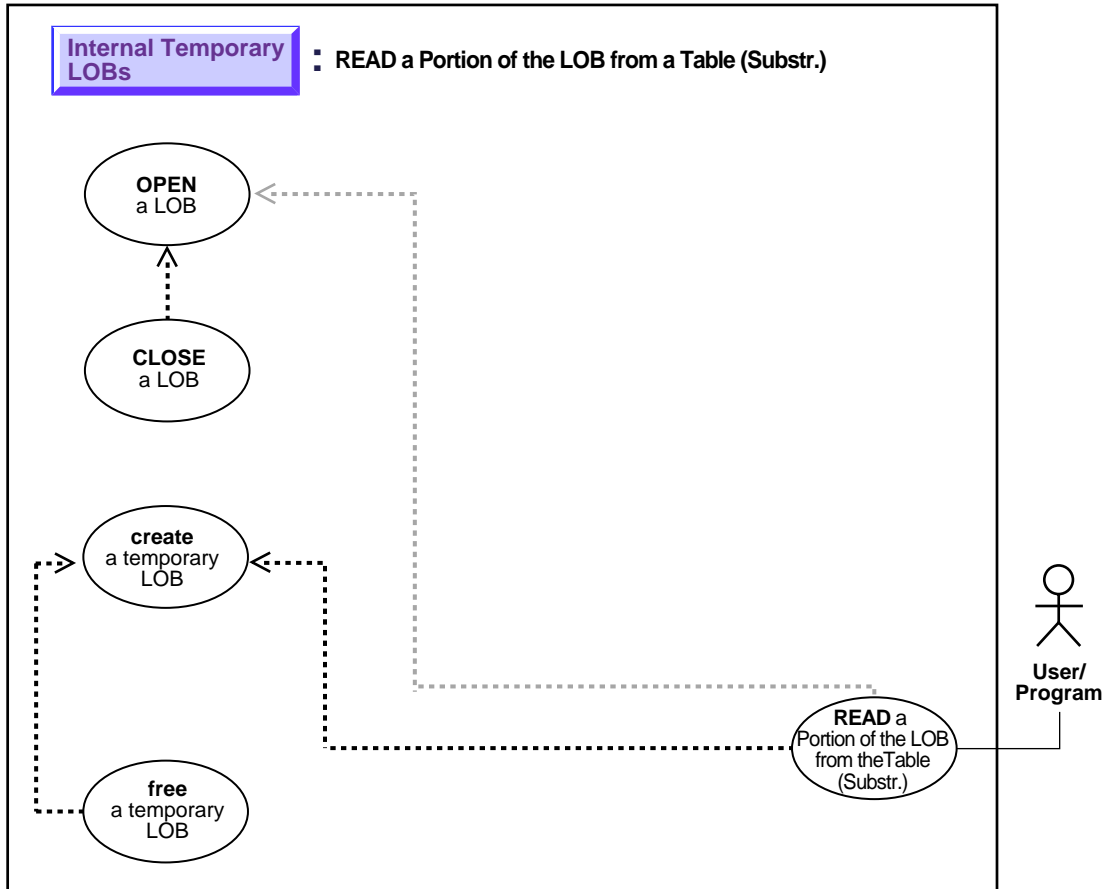 Internal Temporary
LOBs
: READ a Portion of the LOB from a Table (Substr.)
OPEN
a LOB
CLOSE
a LOB
create
a temporary
LOB
User/
Program
READ a
Portion of the LOB
from theTable
(Substr.)
free
a temporary
LOB